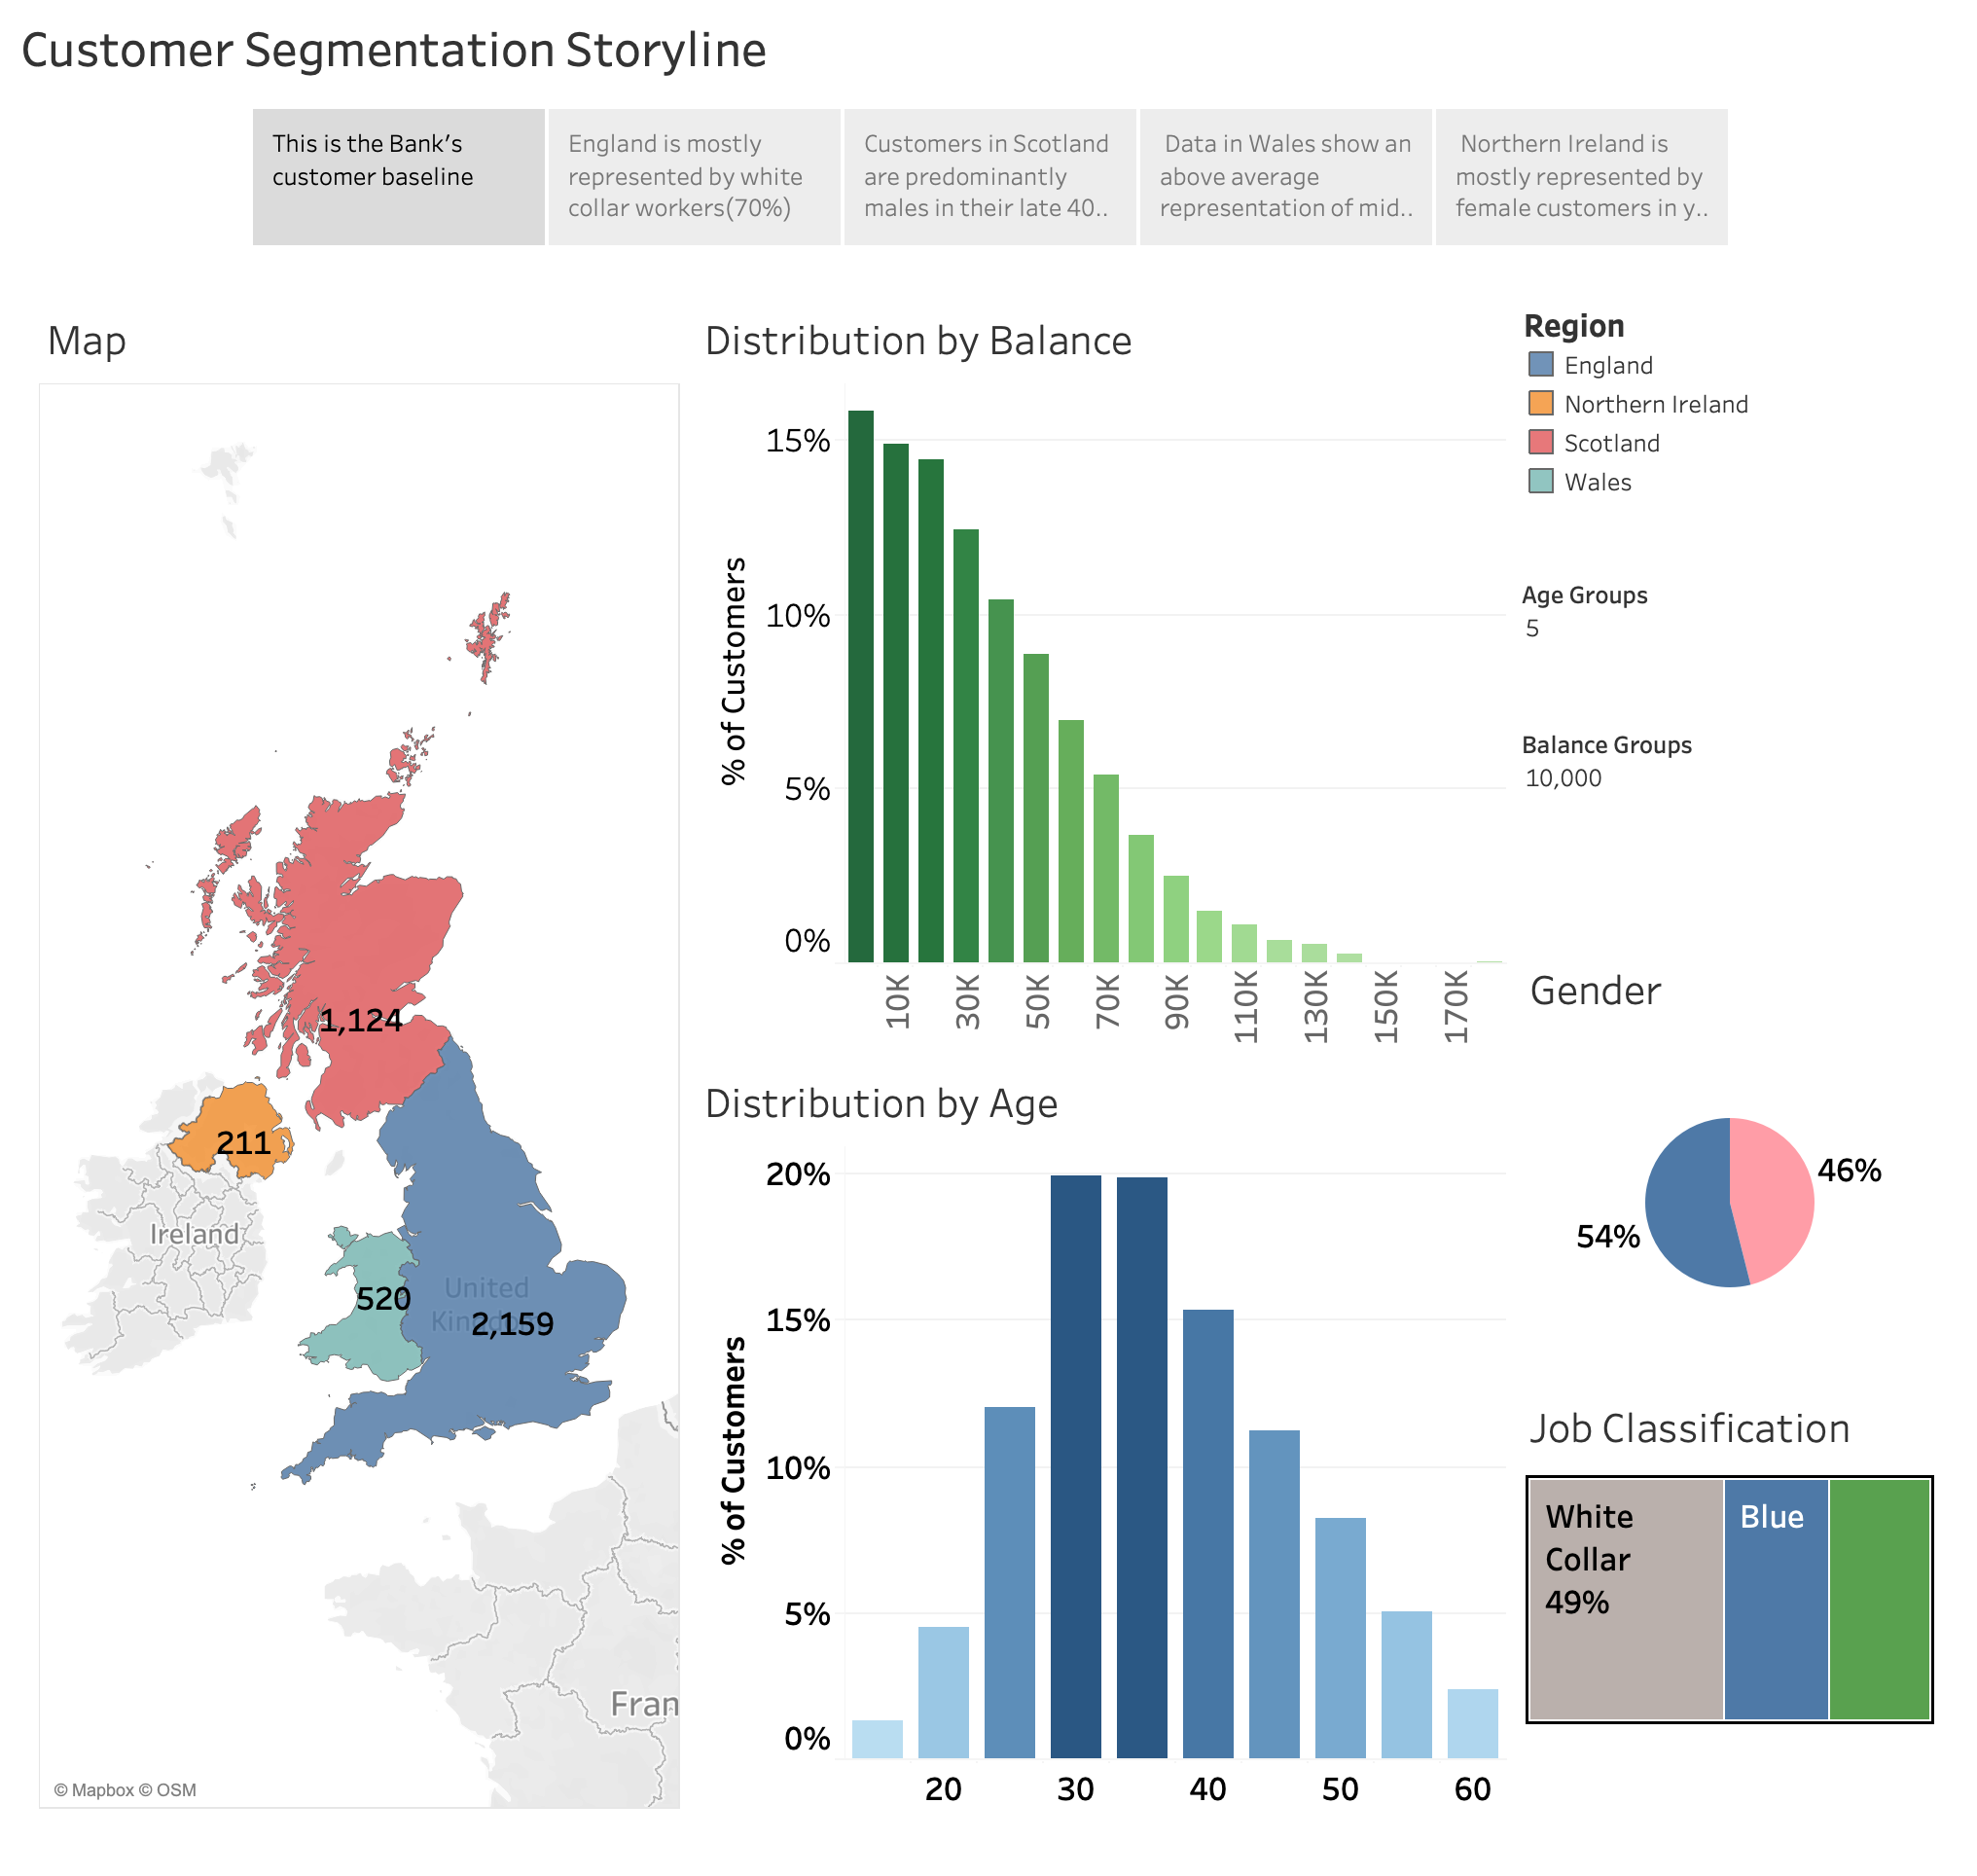 Customer Segmentation Storyline
This is the Bank's
customer baseline
England is mostly
represented by white
collar workers(70%)
Customers in Scotland
are predominantly
males in their late 40..
Data in Wales show an
above average
representation of mid..
Northern Ireland is
mostly represented by
female customers in y..
Map
1,124
211
Ireland
520
United
Kingdom
2,159
Fran
© Mapbox © OSM
Distribution by Balance
% of Customers
15%
10%
5%
0%
10K
30K
50K
70K
90K
110K
130K
150K
170K
Distribution by Age
% of Customers
20%
15%
10%
5%
0%
20
30
40
50
60
Region
England
Northern Ireland
Scotland
Wales
Age Groups
5
Balance Groups
10,000
Gender
46%
54%
Job Classification
White
Collar
49%
Blue